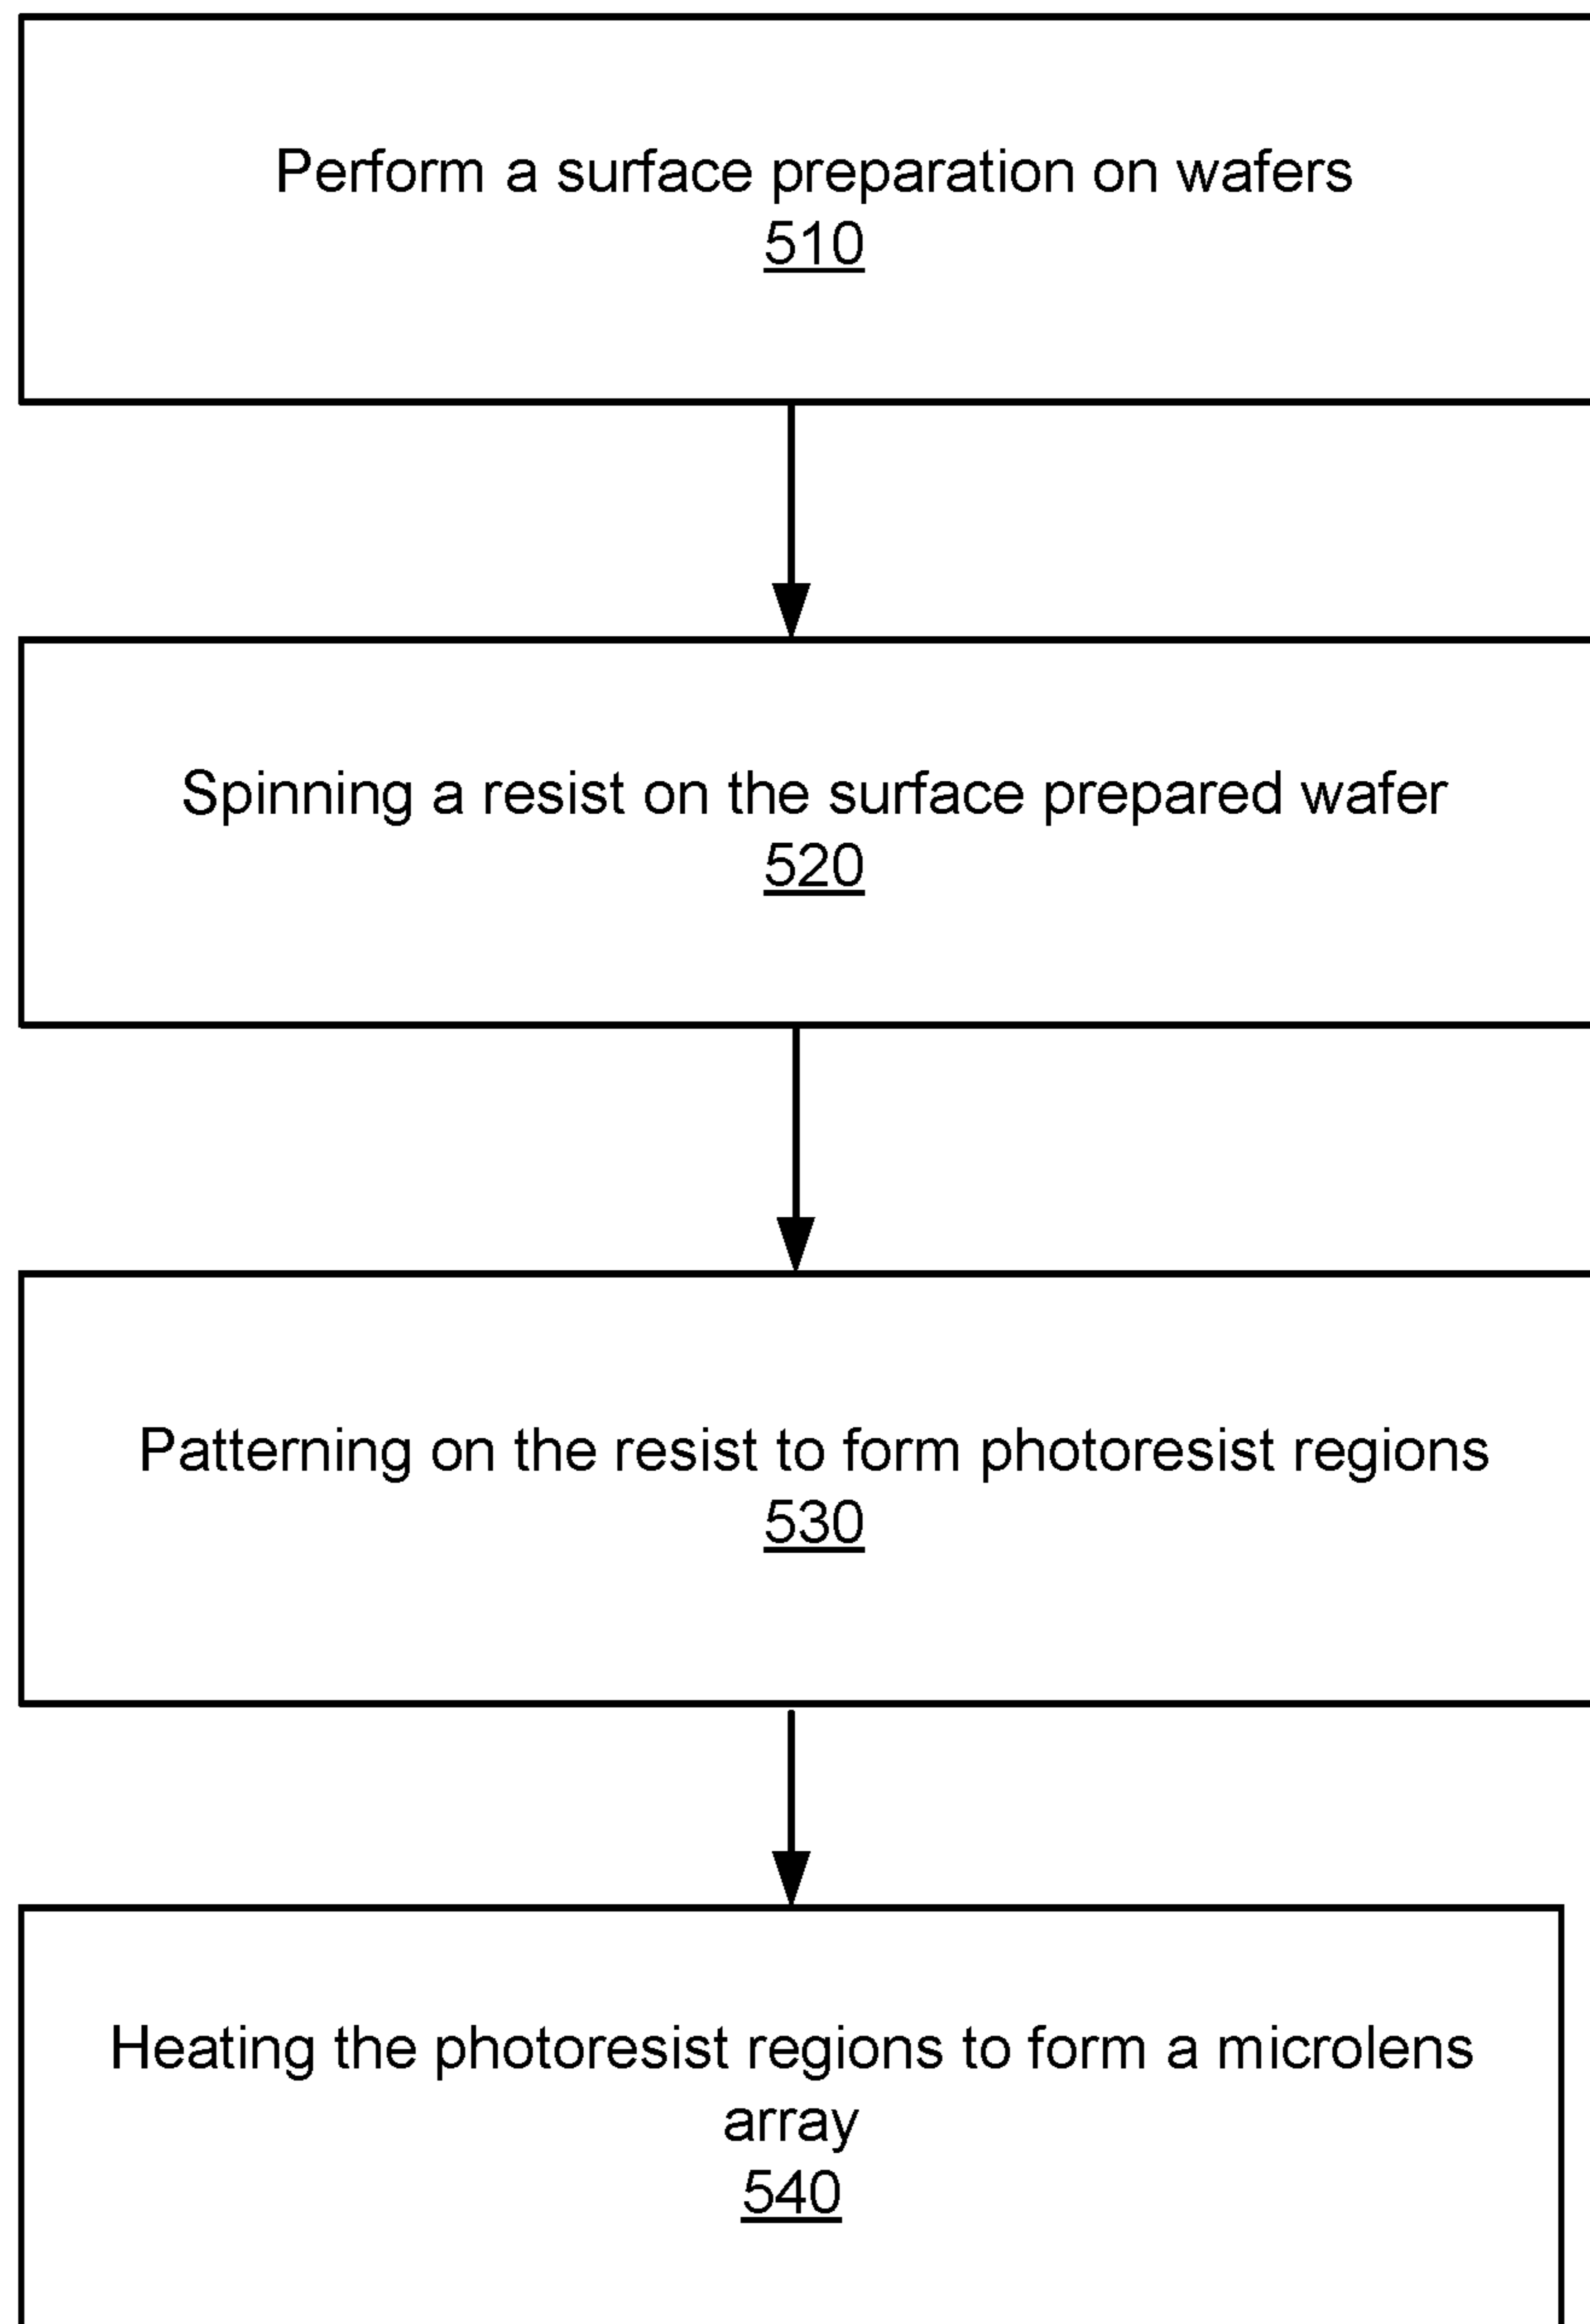 Perform a surface preparation on wafers
510
Spinning a resist on the surface prepared wafer
520
Patterning on the resist to form photoresist regions
530
Heating the photoresist regions to form a microlens
array
540